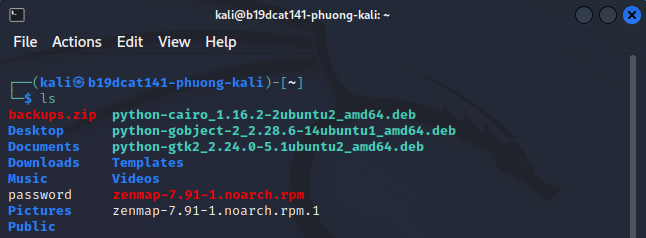 kali@b19dcat141-phuong-kali: ~
File Actions Edit View Help
┌──(kali㉿b19dcat141-phuong-kali)-[~]
└─$ ls
backups.zip python-cairo_1.16.2-2ubuntu2_amd64.deb
Desktop python-gobject-2_2.28.6-14ubuntu1_amd64.deb
Documents python-gtk2_2.24.0-5.1ubuntu2_amd64.deb
Downloads Templates
Music Videos
password zenmap-7.91-1.noarch.rpm
Pictures zenmap-7.91-1.noarch.rpm.1
Public